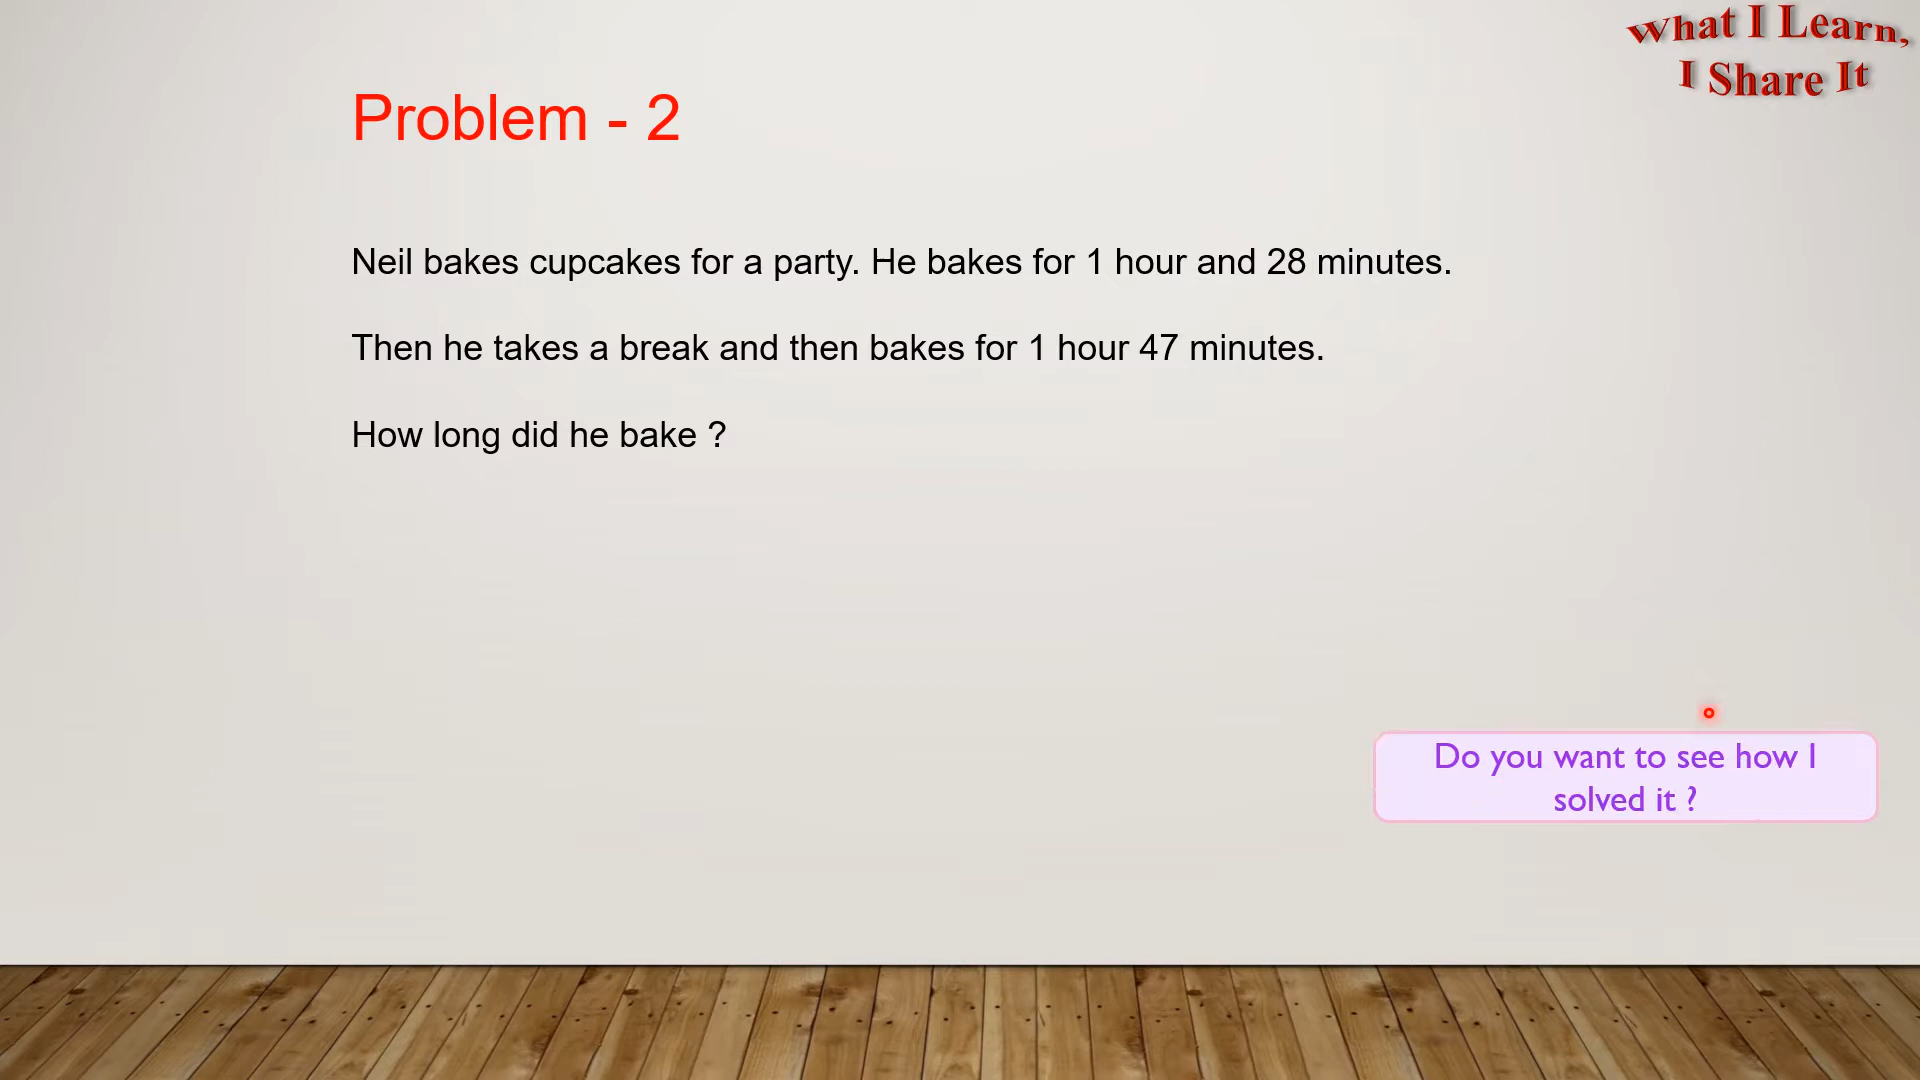 What I Learn,
I Share It
Problem - 2
Neil bakes cupcakes for a party. He bakes for 1 hour and 28 minutes.
Then he takes a break and then bakes for 1 hour 47 minutes.
How long did he bake ?
Do you want to see how I
solved it ?